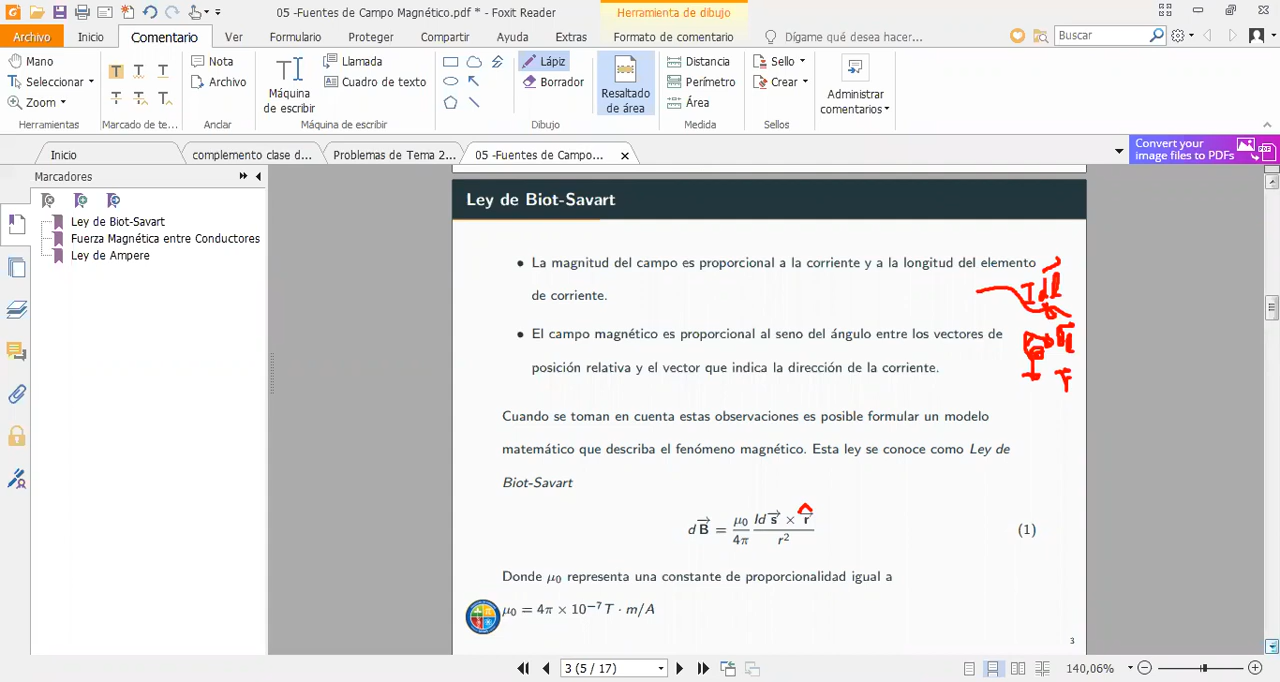 05 -Fuentes de Campo Magnético.pdf * - Foxit Reader
Herramienta de dibujo
Archivo Inicio Comentario Ver Formulario Proteger Compartir Ayuda Extras Formato de comentario Dígame qué desea hacer... Buscar
Mano
Seleccionar
Zoom
Herramientas
T T T
T T T
Marcado de te...
Nota
Archivo
Anclar
Máquina
de escribir
Llamada
Cuadro de texto
Máquina de escribir
Lápiz
Borrador
Dibujo
Resaltado
de área
Distancia
Perímetro
Área
Medida
Sello
Crear
Sellos
Administrar
comentarios
Inicio
complemento clase d...
Problemas de Tema 2...
05 -Fuentes de Campo...
Convert your
image files to PDFs
PDF
Marcadores
Ley de Biot-Savart
Fuerza Magnética entre Conductores
Ley de Ampere
Ley de Biot-Savart
• La magnitud del campo es proporcional a la corriente y a la longitud del elemento
de corriente.
I dl
• El campo magnético es proporcional al seno del ángulo entre los vectores de
posición relativa y el vector que indica la dirección de la corriente.
Cuando se toman en cuenta estas observaciones es posible formular un modelo
matemático que describa el fenómeno magnético. Esta ley se conoce como Ley de
Biot-Savart
d\vec{B} = \frac{μ₀}{4π} \frac{Id\vec{s} × \hat{\vec{r}}}{r²} (1)
Donde μ₀ representa una constante de proporcionalidad igual a
μ₀ = 4π × 10⁻⁷ T · m/A
3
3 (5 / 17)
140,06%